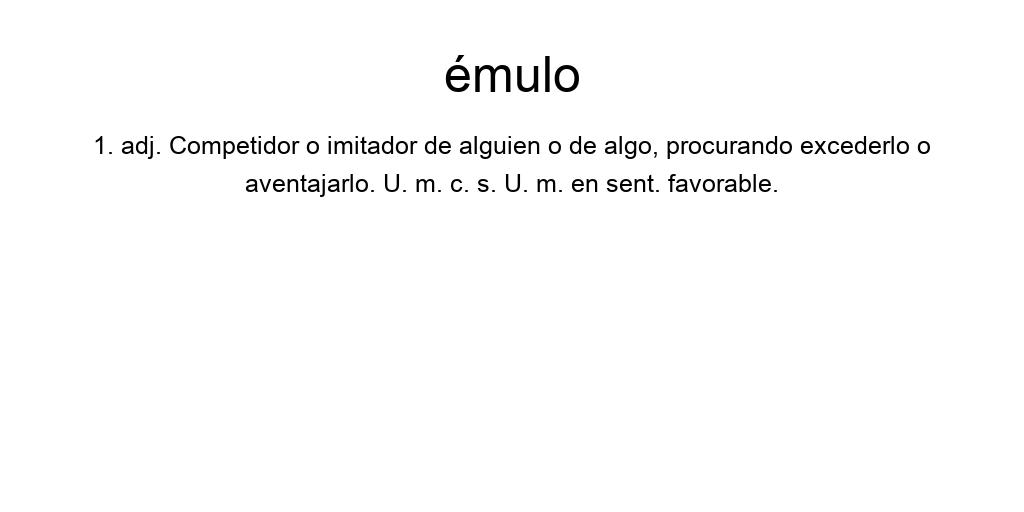 émulo
1. adj. Competidor o imitador de alguien o de algo, procurando excederlo o
aventajarlo. U. m. c. s. U. m. en sent. favorable.